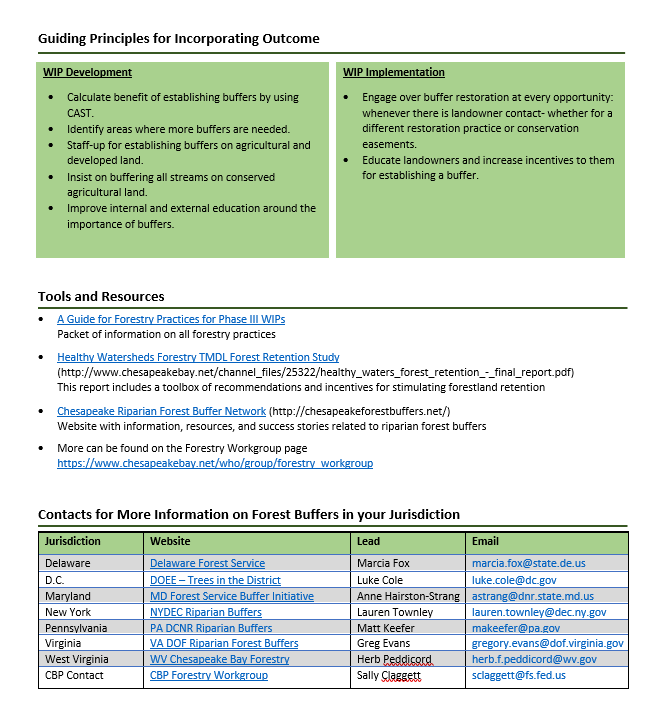 Guiding Principles for Incorporating Outcome
WIP Development
• Calculate benefit of establishing buffers by using
CAST.
• Identify areas where more buffers are needed.
• Staff-up for establishing buffers on agricultural and
developed land.
• Insist on buffering all streams on conserved
agricultural land.
• Improve internal and external education around the
importance of buffers.
WIP Implementation
• Engage over buffer restoration at every opportunity:
whenever there is landowner contact- whether for a
different restoration practice or conservation
easements.
• Educate landowners and increase incentives to them
for establishing a buffer.
Tools and Resources
• A Guide for Forestry Practices for Phase III WIPs
Packet of information on all forestry practices
• Healthy Watersheds Forestry TMDL Forest Retention Study
(http://www.chesapeakebay.net/channel_files/25322/healthy_waters_forest_retention_-_final_report.pdf)
This report includes a toolbox of recommendations and incentives for stimulating forestland retention
• Chesapeake Riparian Forest Buffer Network (http://chesapeakeforestbuffers.net/)
Website with information, resources, and success stories related to riparian forest buffers
• More can be found on the Forestry Workgroup page
https://www.chesapeakebay.net/who/group/forestry_workgroup
Contacts for More Information on Forest Buffers in your Jurisdiction
Jurisdiction Website Lead Email
Delaware Delaware Forest Service Marcia Fox marcia.fox@state.de.us
D.C. DOEE – Trees in the District Luke Cole luke.cole@dc.gov
Maryland MD Forest Service Buffer Initiative Anne Hairston-Strang astrang@dnr.state.md.us
New York NYDEC Riparian Buffers Lauren Townley lauren.townley@dec.ny.gov
Pennsylvania PA DCNR Riparian Buffers Matt Keefer makeefer@pa.gov
Virginia VA DOF Riparian Forest Buffers Greg Evans gregory.evans@dof.virginia.gov
West Virginia WV Chesapeake Bay Forestry Herb Peddicord herb.f.peddicord@wv.gov
CBP Contact CBP Forestry Workgroup Sally Claggett sclaggett@fs.fed.us